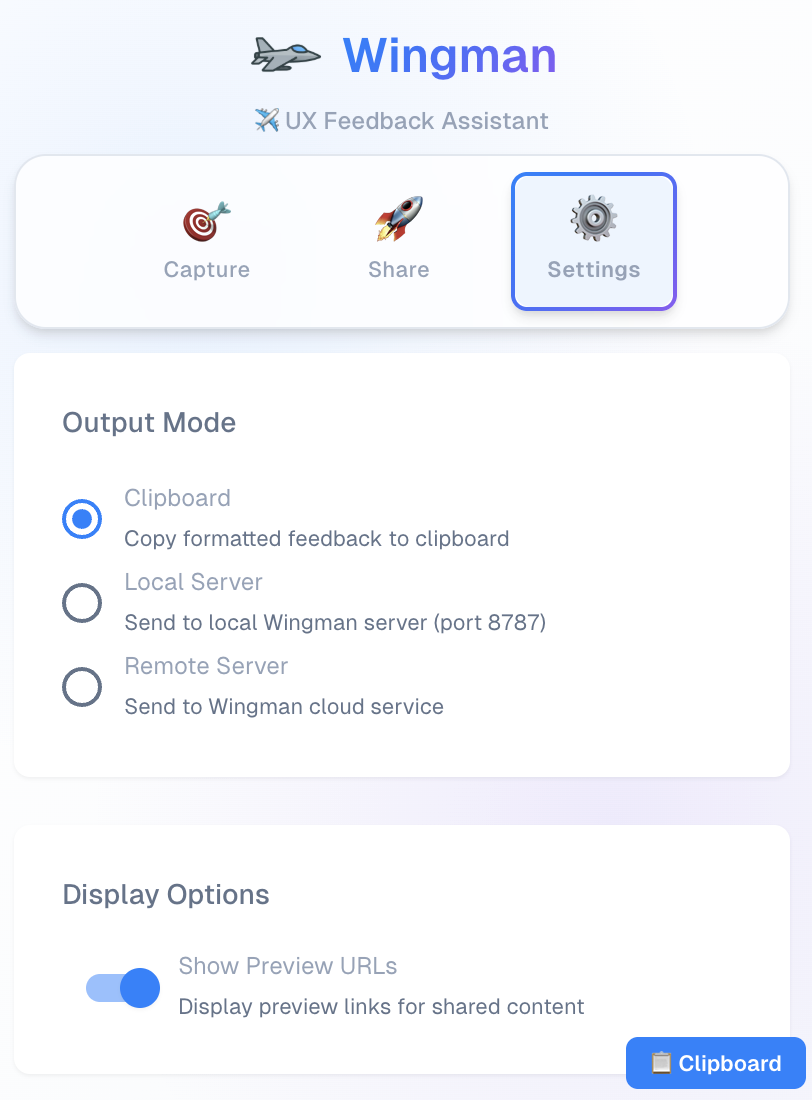 Wingman
UX Feedback Assistant
Capture
Share
Settings
Output Mode
Clipboard
Copy formatted feedback to clipboard
Local Server
Send to local Wingman server (port 8787)
Remote Server
Send to Wingman cloud service
Display Options
Show Preview URLs
Display preview links for shared content
Clipboard